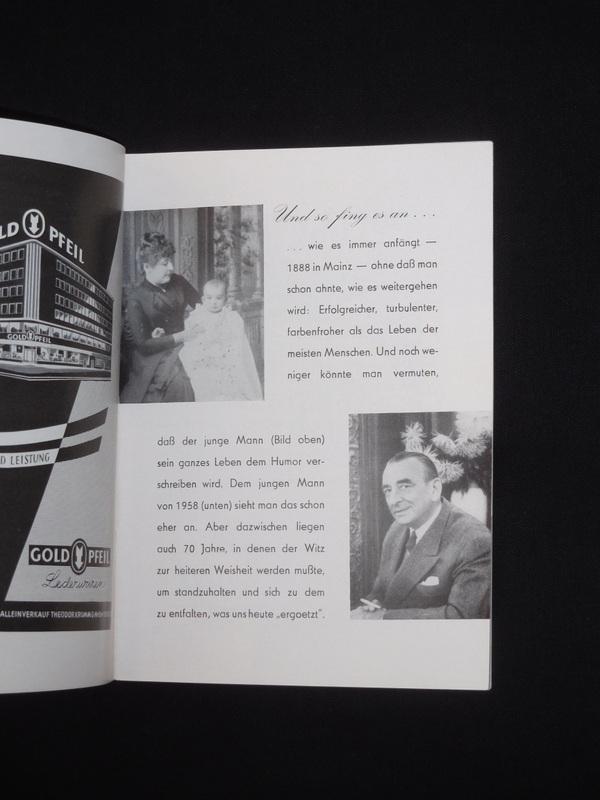 GOLD PFEIL
GOLD PFEIL
D LEISTUNG
GOLD PFEIL
Lederwaren
ALLEINVERKAUF THEODOR KRUMM G.M.B.H.
Und so fing es an . . .
. . . wie es immer anfängt —
1888 in Mainz — ohne daß man
schon ahnte, wie es weitergehen
wird: Erfolgreicher, turbulenter,
farbenfroher als das Leben der
meisten Menschen. Und noch we-
niger könnte man vermuten,
daß der junge Mann (Bild oben)
sein ganzes Leben dem Humor ver-
schreiben wird. Dem jungen Mann
von 1958 (unten) sieht man das schon
eher an. Aber dazwischen liegen
auch 70 Jahre, in denen der Witz
zur heiteren Weisheit werden mußte,
um standzuhalten und sich zu dem
zu entfalten, was uns heute „ergoetzt".